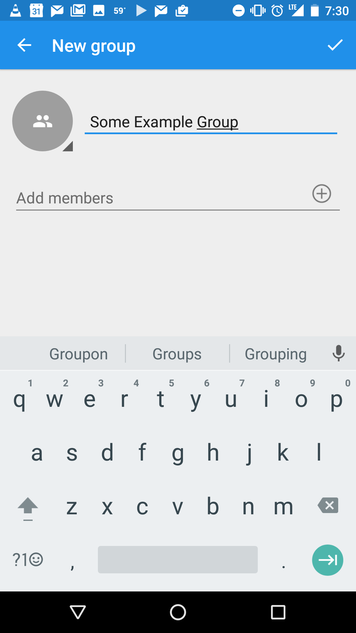 31 59° LTE 7:30
New group
Some Example Group
Add members
Groupon Groups Grouping
1 2 3 4 5 6 7 8 9 0
q w e r t y u i o p
a s d f g h j k l
z x c v b n m
?1☺ , .